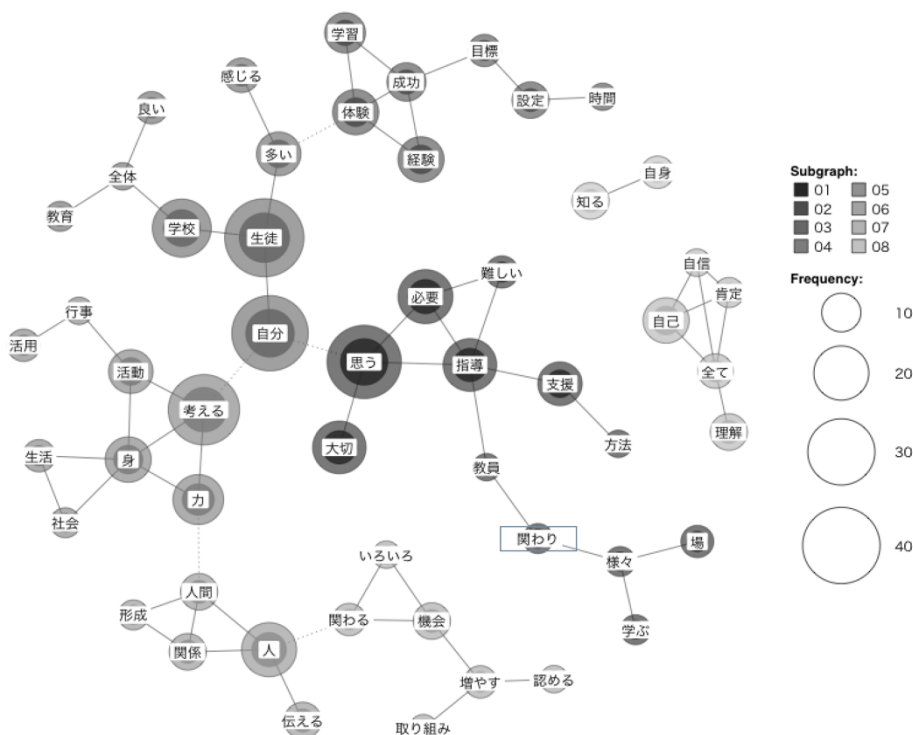 学習
目標
成功
感じる
設定
時間
体験
良い
多い
経験
全体
自身
知る
教育
学校
生徒
自信
難しい
必要
肯定
行事
自分
自己
活用
思う
指導
全て
活動
支援
考える
大切
方法
理解
生活
身
教員
力
社会
関わり
場
いろいろ
様々
人間
形成
関わる
機会
学ぶ
関係
人
増やす
認める
伝える
取り組み
Subgraph:
01 05
02 06
03 07
04 08
Frequency:
10
20
30
40